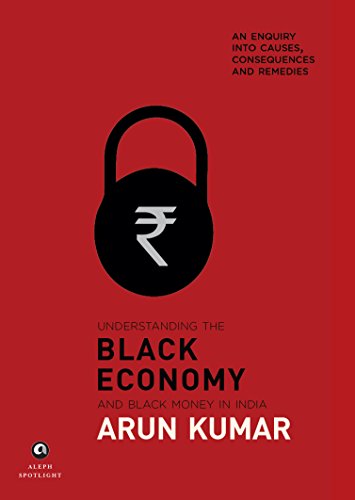 AN ENQUIRY
INTO CAUSES,
CONSEQUENCES
AND REMEDIES
₹
UNDERSTANDING THE
BLACK
ECONOMY
AND BLACK MONEY IN INDIA
ARUN KUMAR
a
ALEPH
SPOTLIGHT